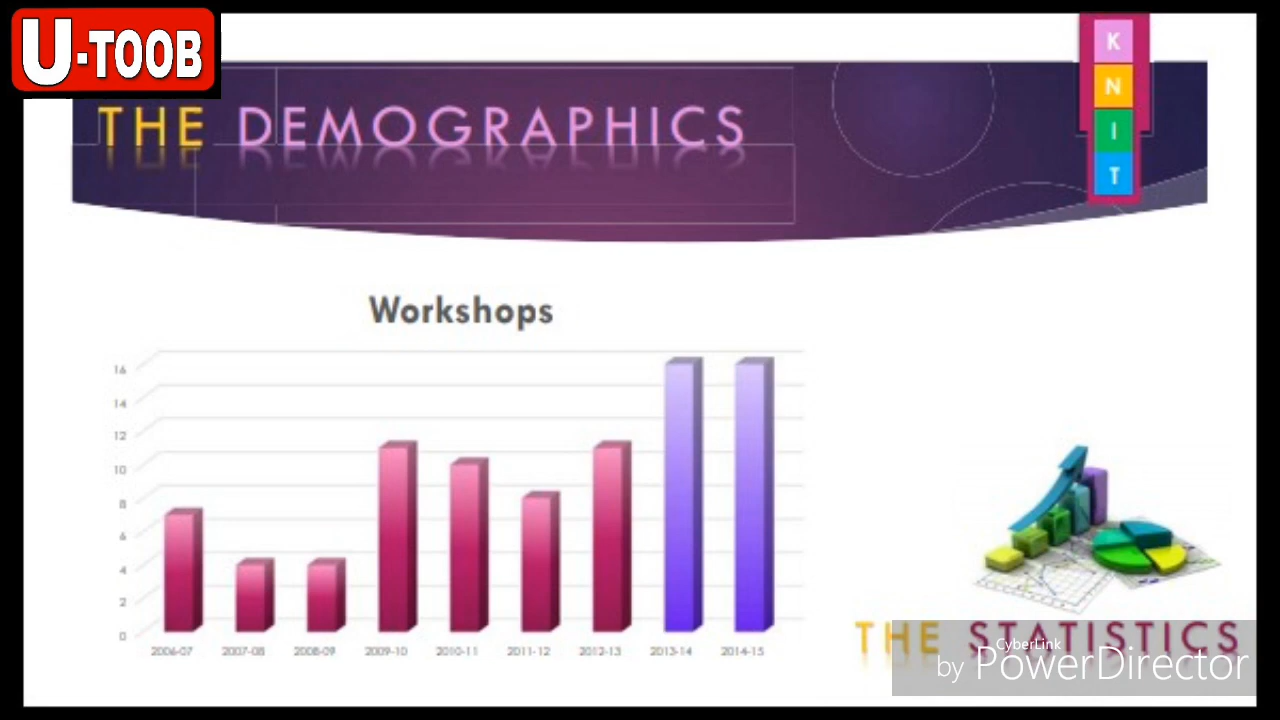 U-TOOB
K
N
I
T
THE DEMOGRAPHICS
Workshops
16
14
12
10
8
6
4
2
0
2006-07 2007-08 2008-09 2009-10 2010-11 2011-12 2012-13 2013-14 2014-15
THE STATISTICS
CyberLink
by PowerDirector